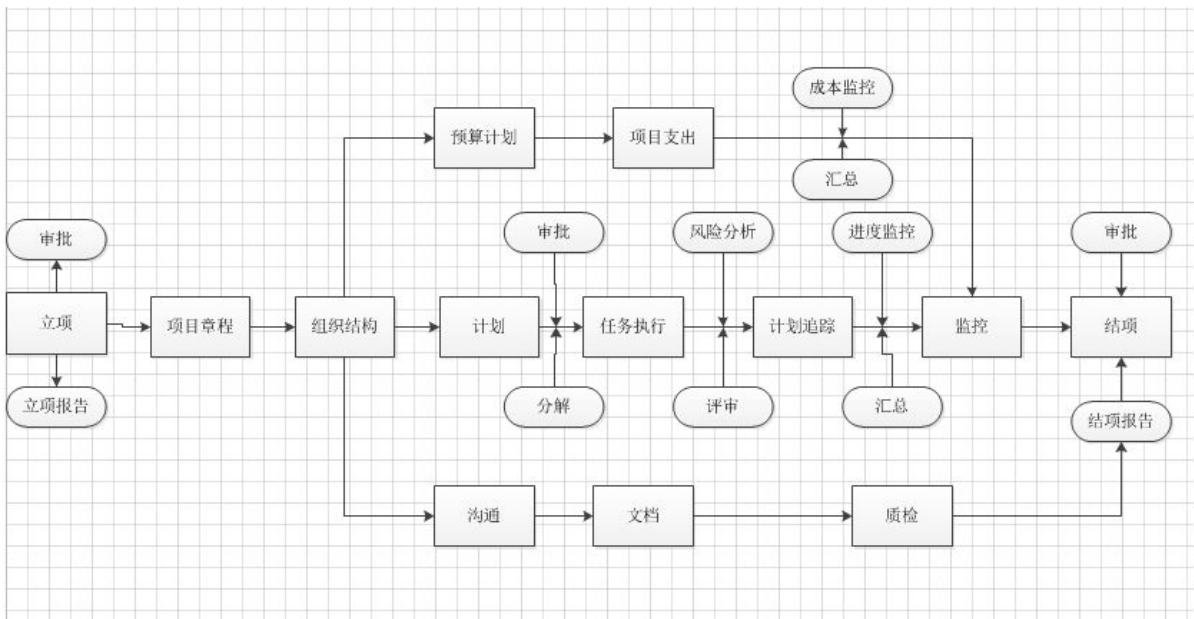 成本监控
预算计划
项目支出
汇总
审批
审批
风险分析
进度监控
审批
立项
项目章程
组织结构
计划
任务执行
计划追踪
监控
结项
立项报告
分解
评审
汇总
结项报告
沟通
文档
质检